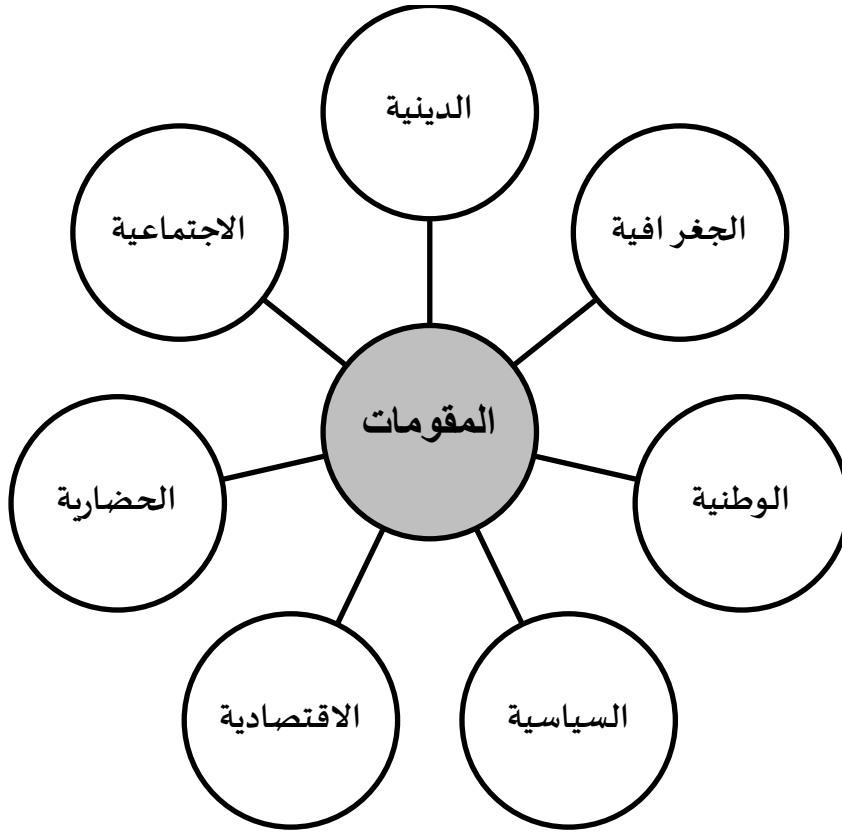 الدينية
الاجتماعية
الجغرافية
المقومات
الحضارية
الوطنية
الاقتصادية
السياسية